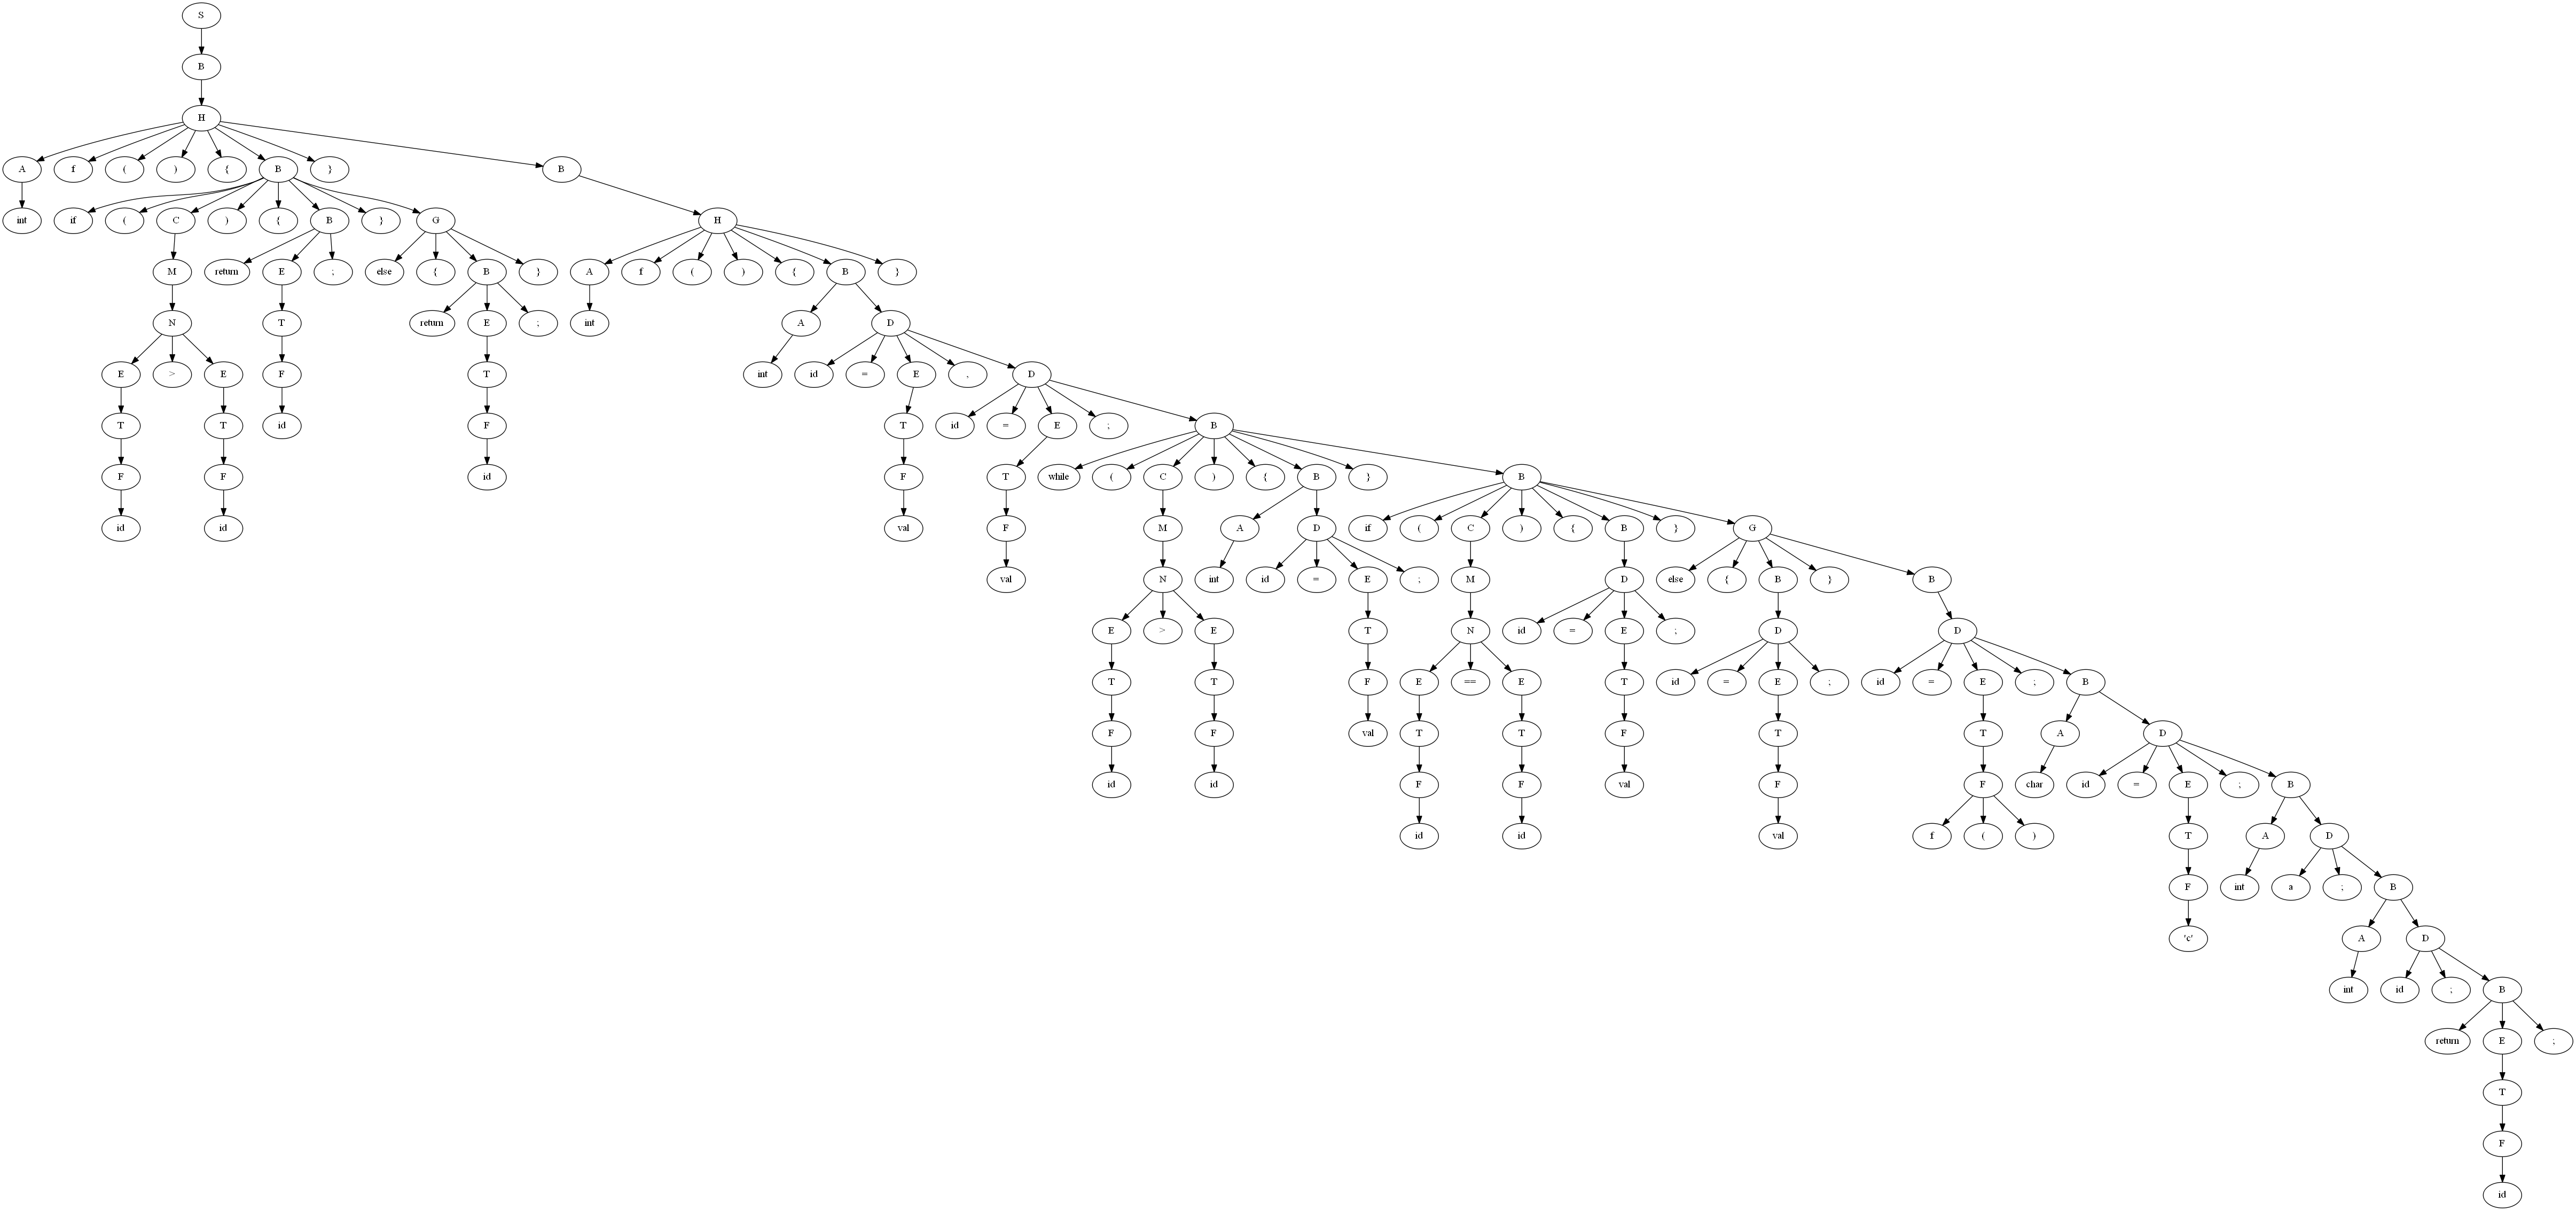 S
B
H
A f ( ) { B } B
int if ( C ) { B } G H
M return E ; else { B } A f ( ) { B }
N T return E ; int A D
E > E F T int id = E , D
T T id F T id = E ; B
F F id F T while ( C ) { B } B
id id val F M A D if ( C ) { B } G
val N int id = E ; M D else { B } B
E > E T N id = E ; D D
T T F E == E T id = E ; id = E ; B
F F val T T F T T A D
id id F F val F F char id = E ; B
id id val f ( ) T A D
F int a ; B
'c' A D
int id ; B
return E ;
T
F
id